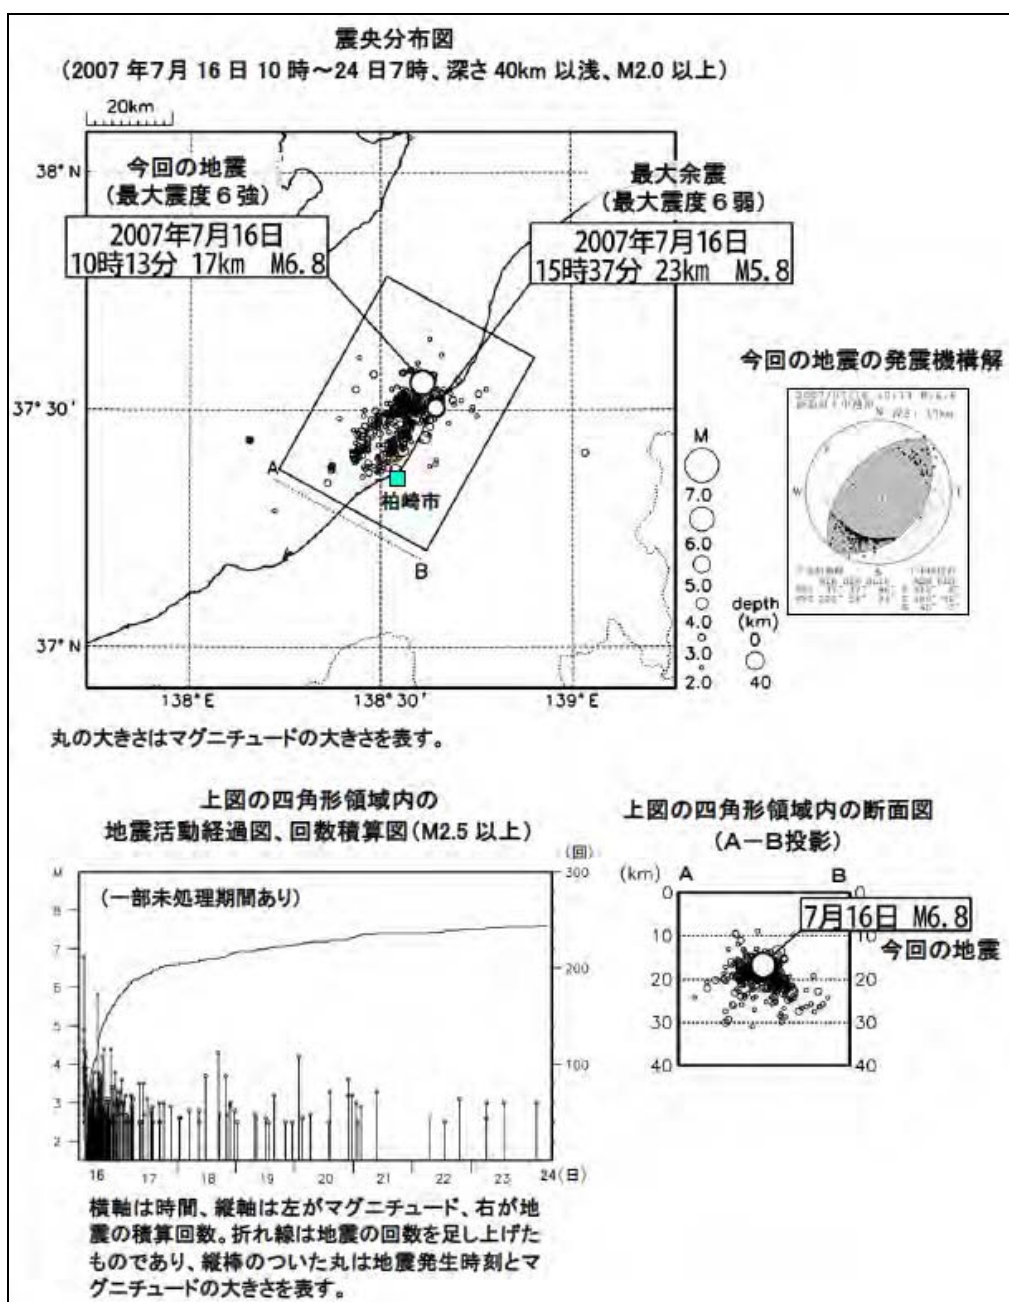 震央分布図
(2007年7月16日10時～24日7時、深さ40km以浅、M2.0以上)
20km
38°N
今回の地震
(最大震度6強)
2007年7月16日
10時13分 17km M6.8
最大余震
(最大震度6弱)
2007年7月16日
15時37分 23km M5.8
37°30'
A
柏崎市
B
37°N
138°E
138°30'
139°E
M
7.0
6.0
5.0
4.0
3.0
2.0
depth
(km)
0
40
今回の地震の発震機構解
丸の大きさはマグニチュードの大きさを表す。
上図の四角形領域内の
地震活動経過図、回数積算図(M2.5以上)
(一部未処理期間あり)
M
8
7
6
5
4
3
2
(回)
300
200
100
0
16 17 18 19 20 21 22 23 24(日)
横軸は時間、縦軸は左がマグニチュード、右が地
震の積算回数。折れ線は地震の回数を足し上げた
ものであり、縦棒のついた丸は地震発生時刻とマ
グニチュードの大きさを表す。
上図の四角形領域内の断面図
(A－B投影)
(km) A B
0 0
7月16日 M6.8
今回の地震
10 10
20 20
30 30
40 40